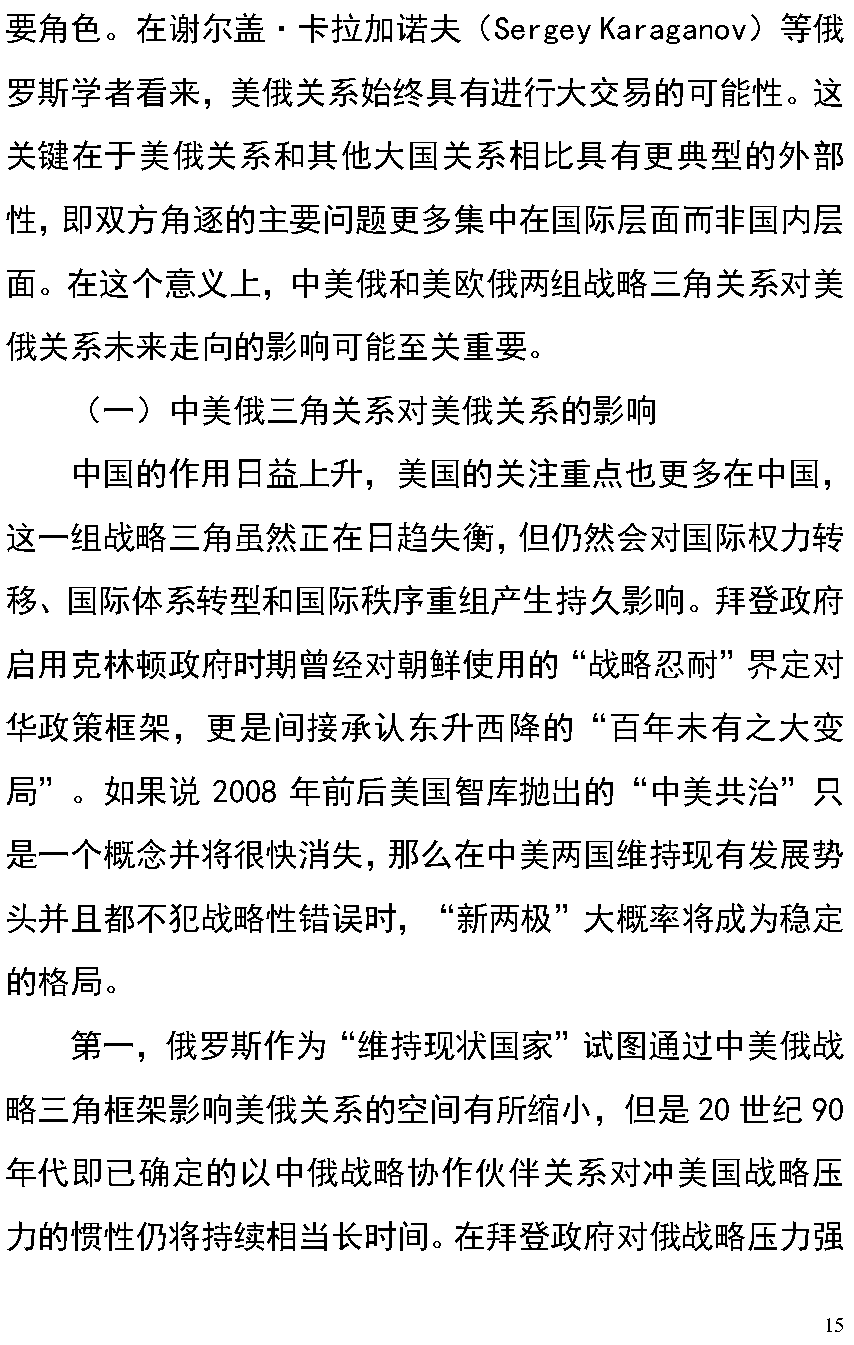 要角色。在谢尔盖·卡拉加诺夫（Sergey Karaganov）等俄
罗斯学者看来，美俄关系始终具有进行大交易的可能性。这
关键在于美俄关系和其他大国关系相比具有更典型的外部
性，即双方角逐的主要问题更多集中在国际层面而非国内层
面。在这个意义上，中美俄和美欧俄两组战略三角关系对美
俄关系未来走向的影响可能至关重要。
（一）中美俄三角关系对美俄关系的影响
中国的作用日益上升，美国的关注重点也更多在中国，
这一组战略三角虽然正在日趋失衡，但仍然会对国际权力转
移、国际体系转型和国际秩序重组产生持久影响。拜登政府
启用克林顿政府时期曾经对朝鲜使用的“战略忍耐”界定对
华政策框架，更是间接承认东升西降的“百年未有之大变
局”。如果说 2008 年前后美国智库抛出的“中美共治”只
是一个概念并将很快消失，那么在中美两国维持现有发展势
头并且都不犯战略性错误时，“新两极”大概率将成为稳定
的格局。
第一，俄罗斯作为“维持现状国家”试图通过中美俄战
略三角框架影响美俄关系的空间有所缩小，但是 20 世纪 90
年代即已确定的以中俄战略协作伙伴关系对冲美国战略压
力的惯性仍将持续相当长时间。在拜登政府对俄战略压力强
15